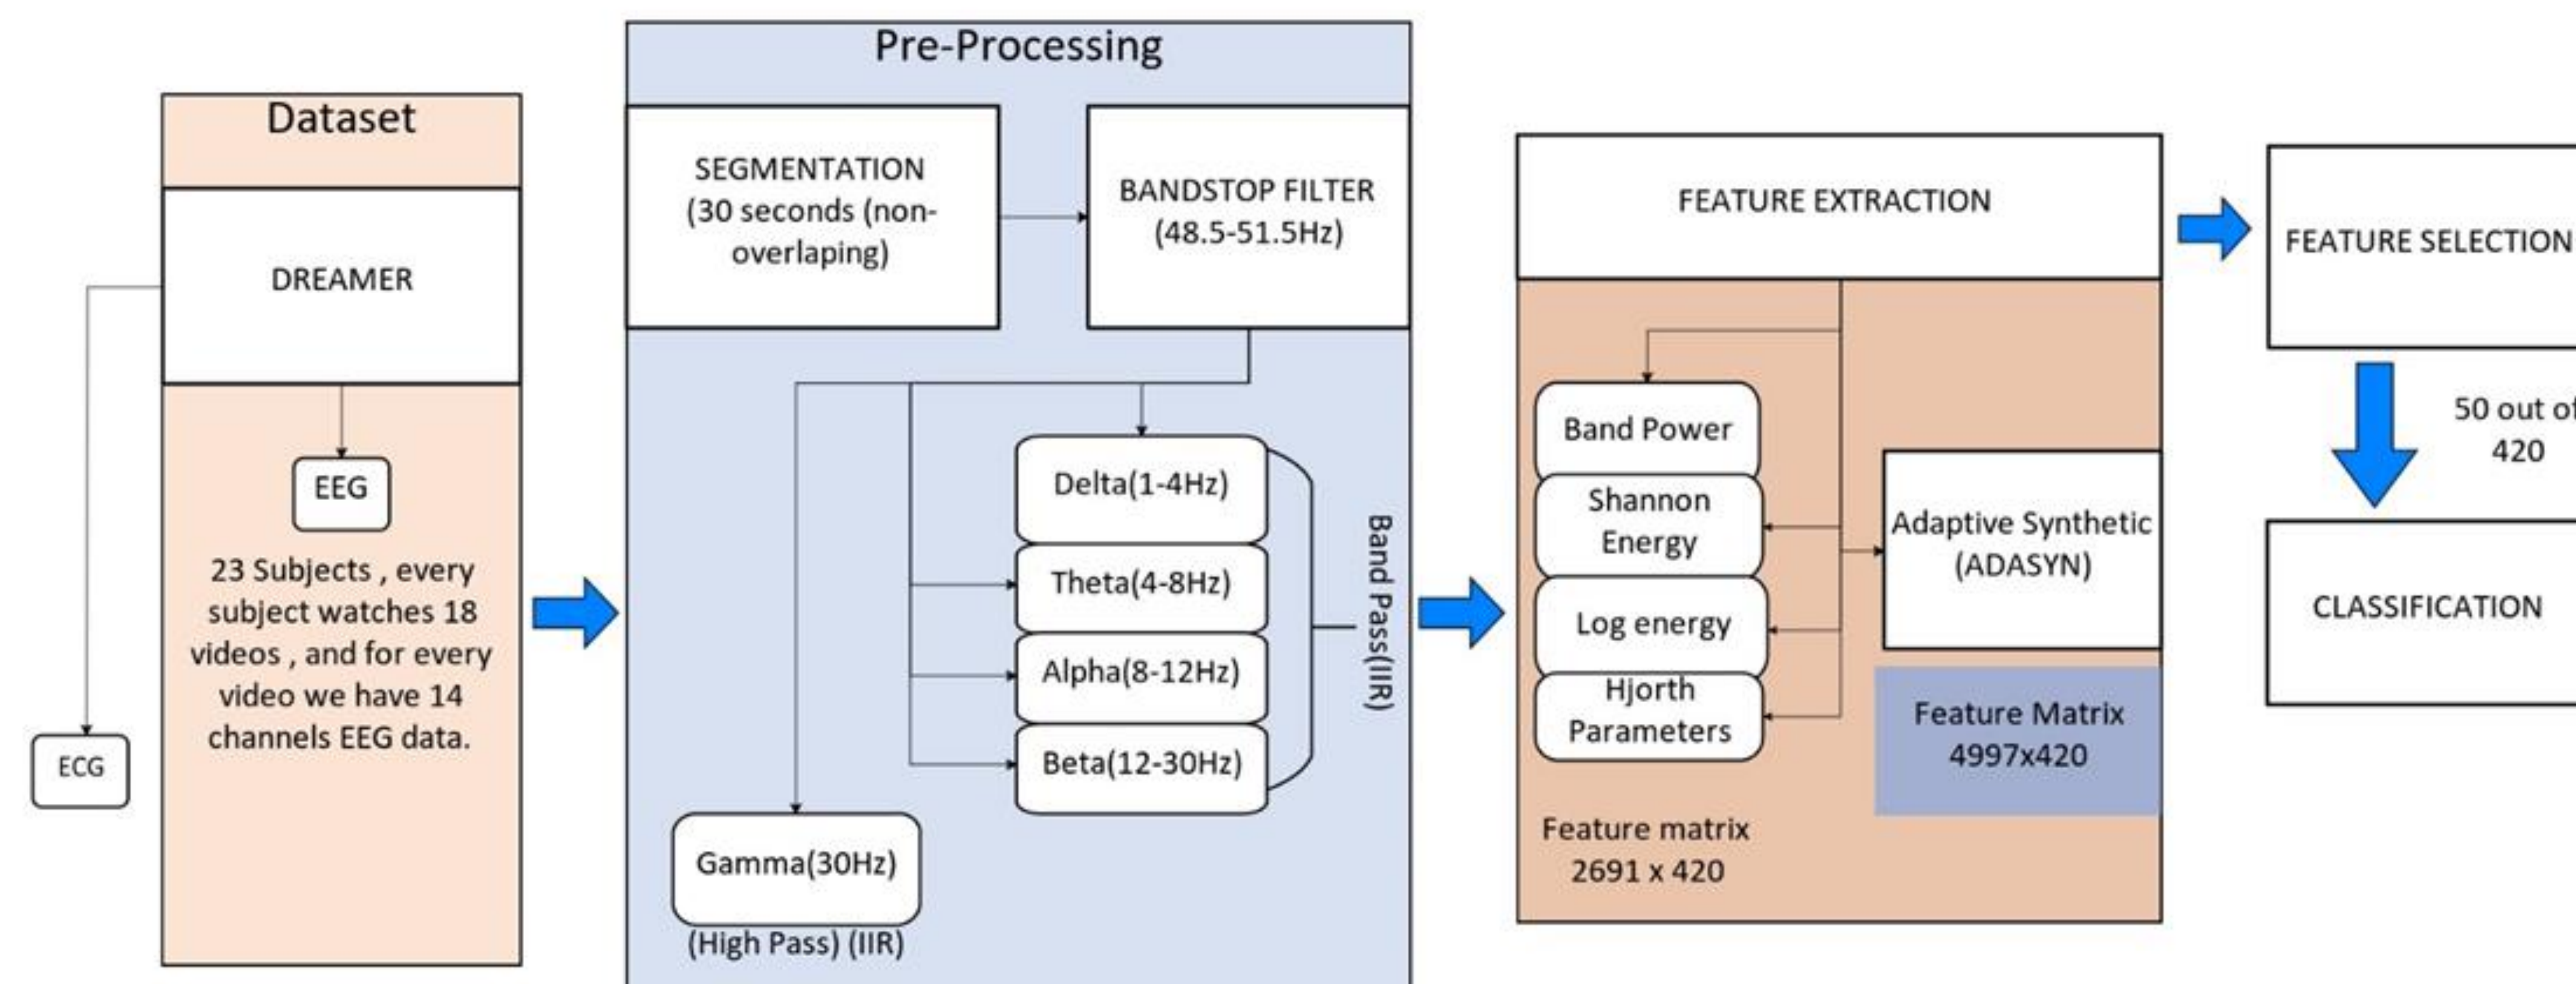 Dataset
DREAMER
EEG
23 Subjects , every
subject watches 18
videos , and for every
video we have 14
channels EEG data.
ECG
Pre-Processing
SEGMENTATION
(30 seconds (non-
overlaping)
BANDSTOP FILTER
(48.5-51.5Hz)
Delta(1-4Hz)
Theta(4-8Hz)
Alpha(8-12Hz)
Beta(12-30Hz)
Band Pass(IIR)
Gamma(30Hz)
(High Pass) (IIR)
FEATURE EXTRACTION
Band Power
Shannon
Energy
Log energy
Hjorth
Parameters
Feature matrix
2691 x 420
Adaptive Synthetic
(ADASYN)
Feature Matrix
4997x420
FEATURE SELECTION
50 out of
420
CLASSIFICATION